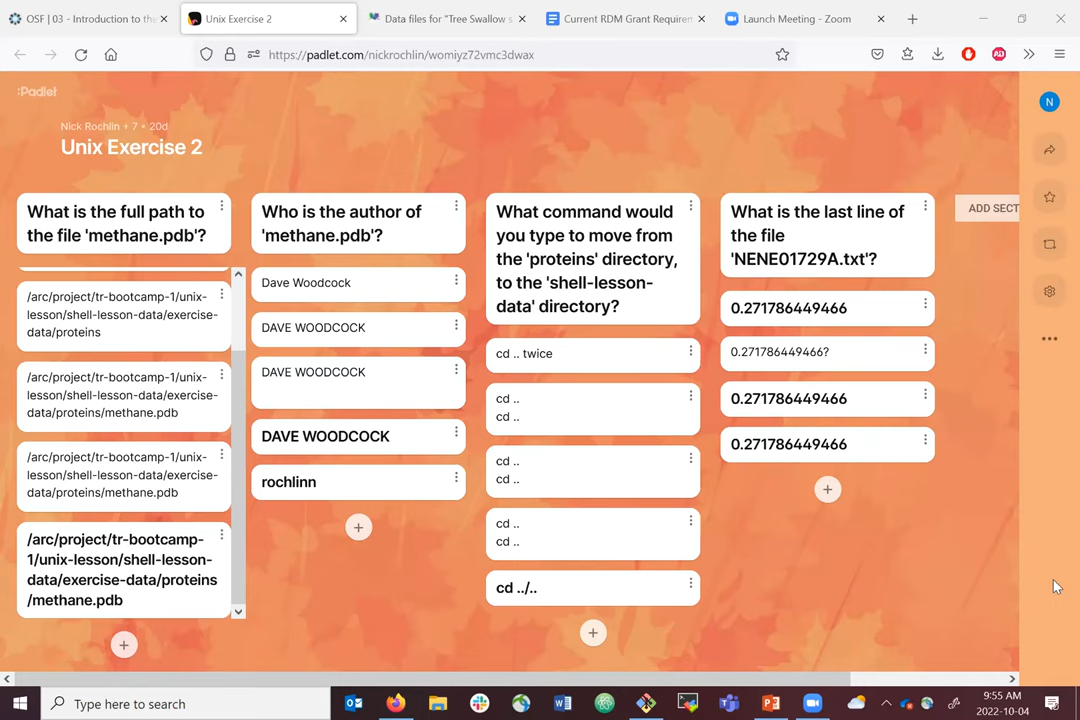 OSF | 03 - Introduction to the
Unix Exercise 2
Data files for "Tree Swallow s
Current RDM Grant Requirem
Launch Meeting - Zoom
https://padlet.com/nickrochlin/womiyz72vmc3dwax
:Padlet
N
Nick Rochlin + 7 • 20d
Unix Exercise 2
What is the full path to
the file 'methane.pdb'?
/arc/project/tr-bootcamp-1/unix-
lesson/shell-lesson-data/exercise-
data/proteins
/arc/project/tr-bootcamp-1/unix-
lesson/shell-lesson-data/exercise-
data/proteins/methane.pdb
/arc/project/tr-bootcamp-1/unix-
lesson/shell-lesson-data/exercise-
data/proteins/methane.pdb
/arc/project/tr-bootcamp-
1/unix-lesson/shell-lesson-
data/exercise-data/proteins
/methane.pdb
Who is the author of
'methane.pdb'?
Dave Woodcock
DAVE WOODCOCK
DAVE WOODCOCK
DAVE WOODCOCK
rochlinn
What command would
you type to move from
the 'proteins' directory,
to the 'shell-lesson-
data' directory?
cd .. twice
cd ..
cd ..
cd ..
cd ..
cd ..
cd ..
cd ../..
What is the last line of
the file
'NENE01729A.txt'?
0.271786449466
0.271786449466?
0.271786449466
0.271786449466
ADD SECT
Type here to search
9:55 AM
2022-10-04